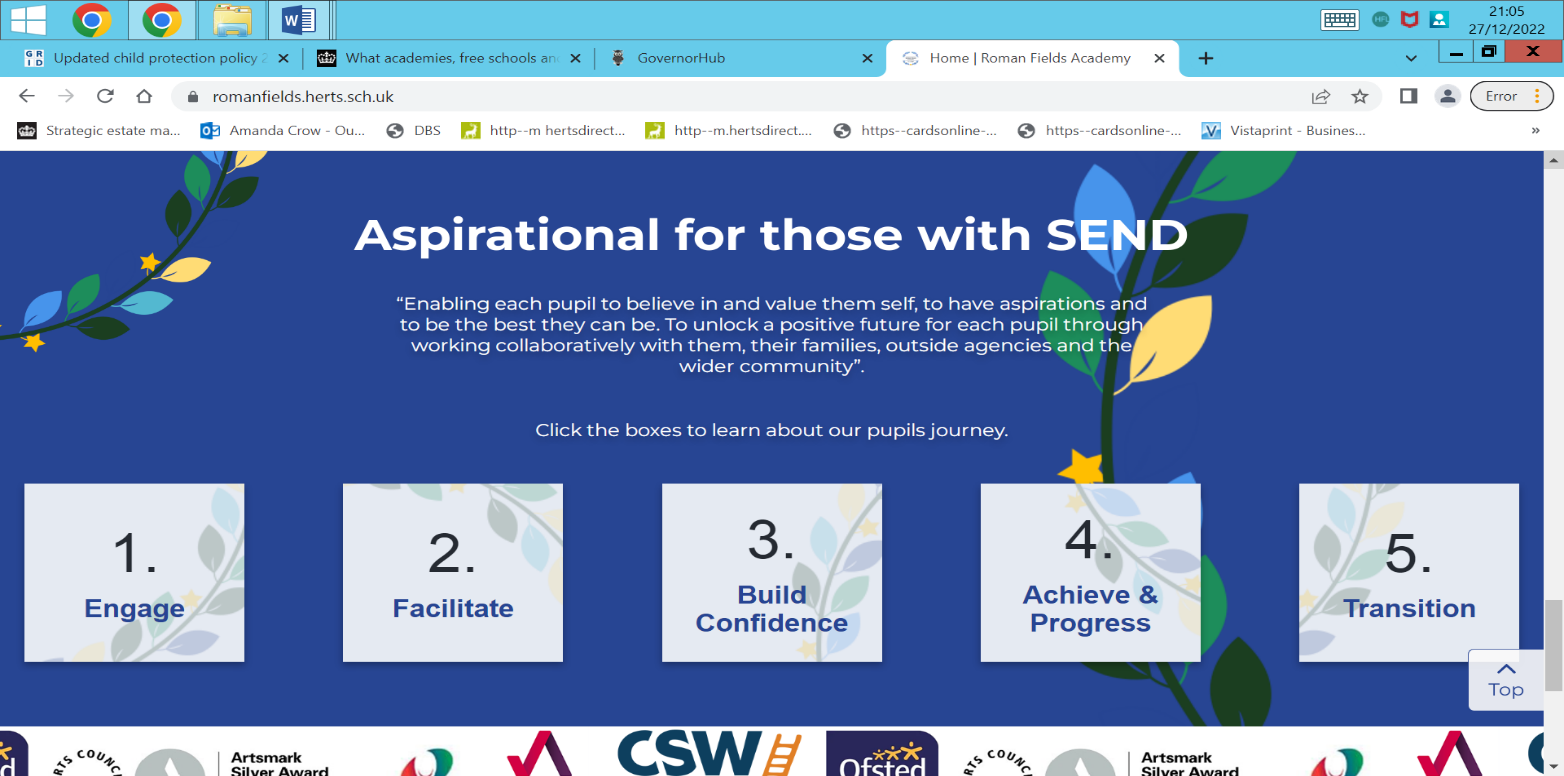 21:05
27/12/2022
GRID Updated child protection policy 2
What academies, free schools an
GovernorHub
Home | Roman Fields Academy
romanfields.herts.sch.uk
Error
Strategic estate ma...
Amanda Crow - Ou...
DBS
http--m hertsdirect...
http--m.hertsdirect....
https--cardsonline-...
https--cardsonline-...
Vistaprint - Busines...
»
Aspirational for those with SEND
“Enabling each pupil to believe in and value them self, to have aspirations and
to be the best they can be. To unlock a positive future for each pupil through
working collaboratively with them, their families, outside agencies and the
wider community”.
Click the boxes to learn about our pupils journey.
1.
Engage
2.
Facilitate
3.
Build
Confidence
4.
Achieve &
Progress
5.
Transition
Top
Artsmark
Silver Award
CSW
Ofsted
Artsmark
Silver Award